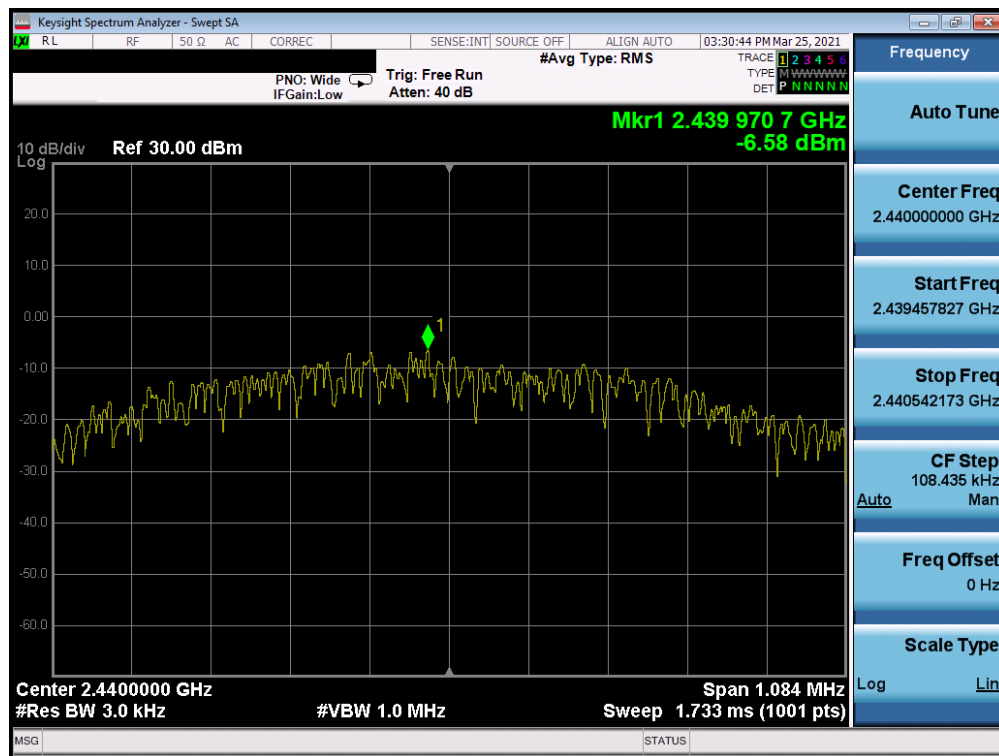 Keysight Spectrum Analyzer - Swept SA
LXI RL RF 50 Ω AC CORREC SENSE:INT SOURCE OFF ALIGN AUTO 03:30:44 PM Mar 25, 2021
Frequency
#Avg Type: RMS
TRACE 1 2 3 4 5 6
PNO: Wide
Trig: Free Run
TYPE M W W W W W
IFGain:Low
Atten: 40 dB
DET P N N N N N
Auto Tune
Mkr1 2.439 970 7 GHz
-6.58 dBm
10 dB/div Ref 30.00 dBm
Log
Center Freq
2.440000000 GHz
20.0
10.0
Start Freq
2.439457827 GHz
0.00
1
-10.0
Stop Freq
2.440542173 GHz
-20.0
-30.0
CF Step
108.435 kHz
Auto Man
-40.0
-50.0
Freq Offset
0 Hz
-60.0
Scale Type
Log Lin
Center 2.4400000 GHz Span 1.084 MHz
#Res BW 3.0 kHz #VBW 1.0 MHz Sweep 1.733 ms (1001 pts)
MSG STATUS